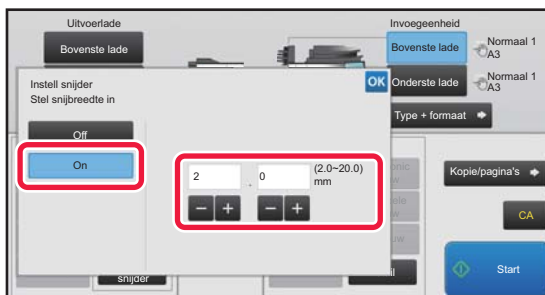 Uitvoerlade
Invoegeenheid
Bovenste lade
Bovenste lade
Normaal 1
A3
Instell snijder
Stel snijbreedte in
OK
Onderste lade
Normaal 1
A3
Type + formaat
Off
On
2 . 0 (2.0~20.0)
mm
Kopie/pagina's
CA
snijder
Start